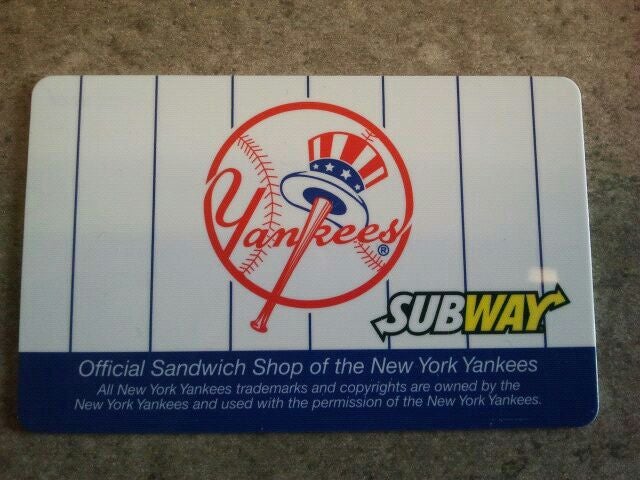 Yankees
®
SUBWAY
Official Sandwich Shop of the New York Yankees
All New York Yankees trademarks and copyrights are owned by the
New York Yankees and used with the permission of the New York Yankees.